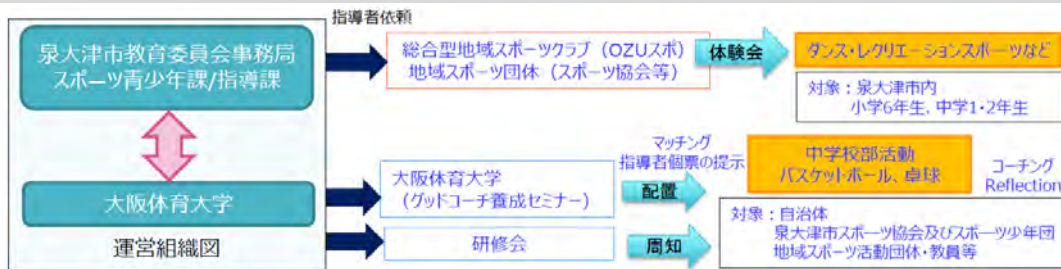 指導者依頼
泉大津市教育委員会事務局
スポーツ青少年課/指導課
大阪体育大学
運営組織図
総合型地域スポーツクラブ（OZUスポ）
地域スポーツ団体（スポーツ協会等）
体験会
ダンス・レクリエーションスポーツなど
対象：泉大津市内
小学6年生、中学1・2年生
大阪体育大学
（グッドコーチ養成セミナー）
マッチング
指導者個票の提示
配置
中学校部活動
バスケットボール、卓球
コーチング
Reflection
研修会
周知
対象：自治体
泉大津市スポーツ協会及びスポーツ少年団
地域スポーツ活動団体・教員等